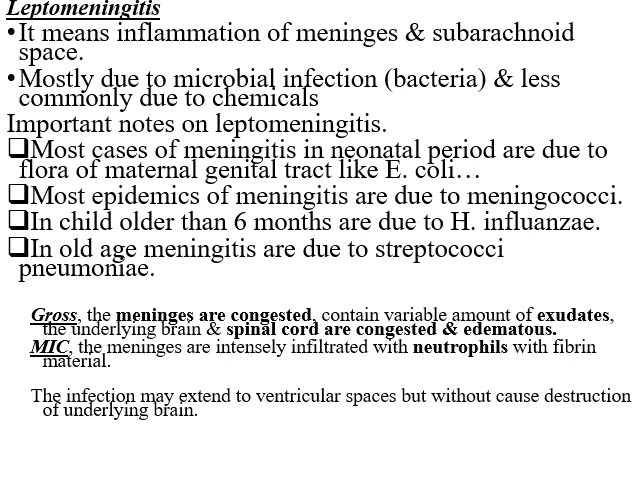 Leptomeningitis
•It means inflammation of meninges & subarachnoid
space.
•Mostly due to microbial infection (bacteria) & less
commonly due to chemicals
Important notes on leptomeningitis.
❑Most cases of meningitis in neonatal period are due to
flora of maternal genital tract like E. coli…
❑Most epidemics of meningitis are due to meningococci.
❑In child older than 6 months are due to H. influanzae.
❑In old age meningitis are due to streptococci
pneumoniae.
Gross, the meninges are congested, contain variable amount of exudates,
the underlying brain & spinal cord are congested & edematous.
MIC, the meninges are intensely infiltrated with neutrophils with fibrin
material.
The infection may extend to ventricular spaces but without cause destruction
of underlying brain.